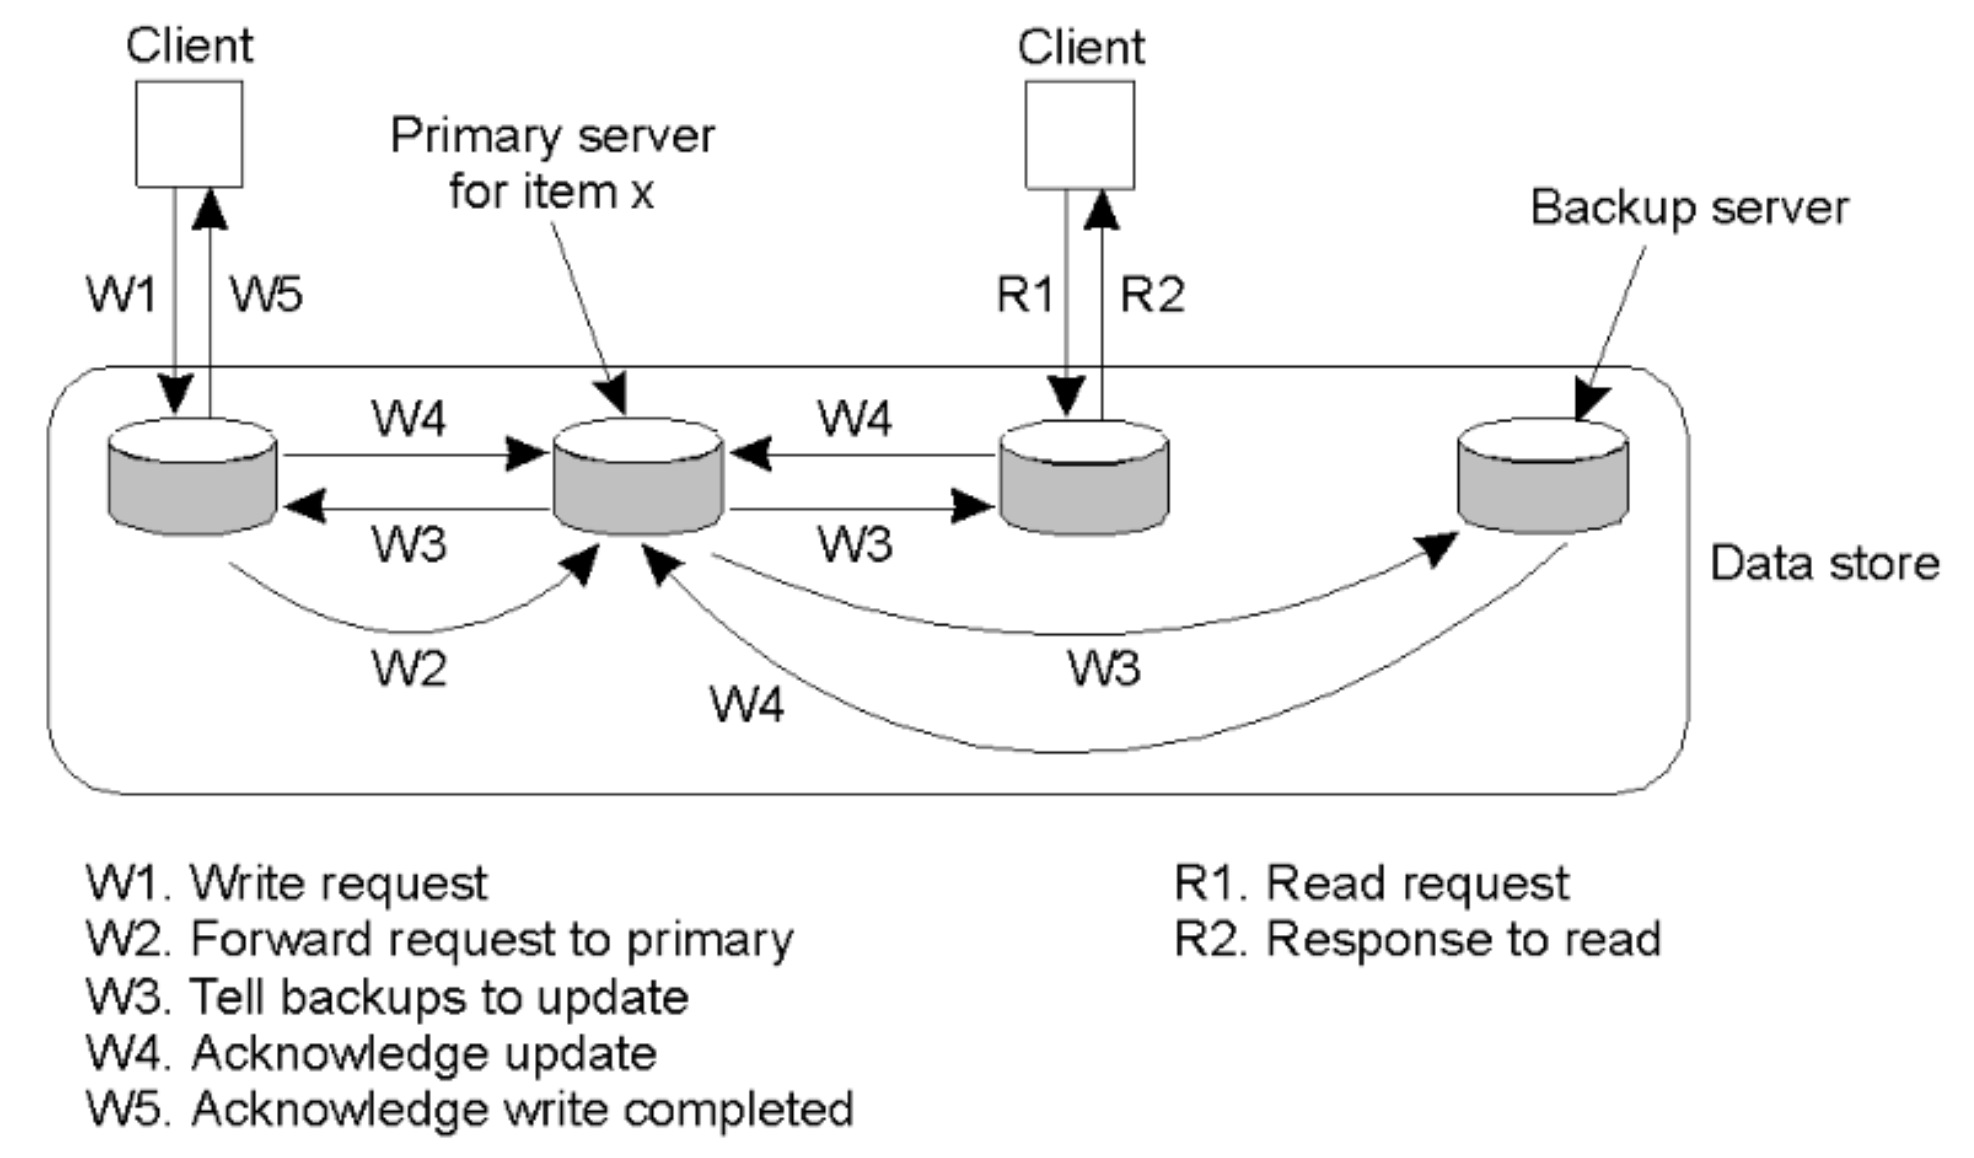 Client
Client
Primary server
for item x
Backup server
W1
W5
R1
R2
W4
W4
W3
W3
Data store
W2
W3
W4
W1. Write request
W2. Forward request to primary
W3. Tell backups to update
W4. Acknowledge update
W5. Acknowledge write completed
R1. Read request
R2. Response to read